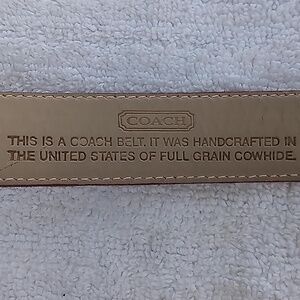 COACH
THIS IS A COACH BELT. IT WAS HANDCRAFTED IN
THE UNITED STATES OF FULL GRAIN COWHIDE.